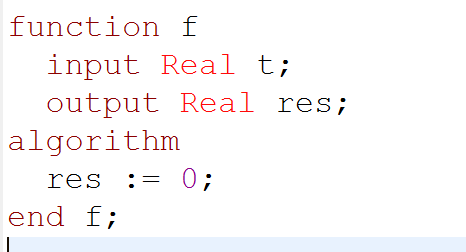 function f
  input Real t;
  output Real res;
algorithm
  res := 0;
end f;